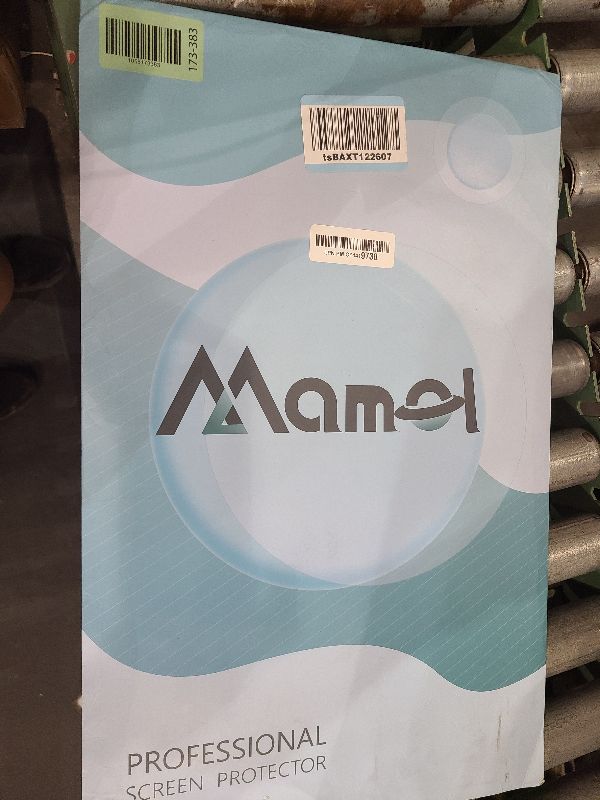 173-383
tsBAXT122607
Mamol
PROFESSIONAL
SCREEN PROTECTOR